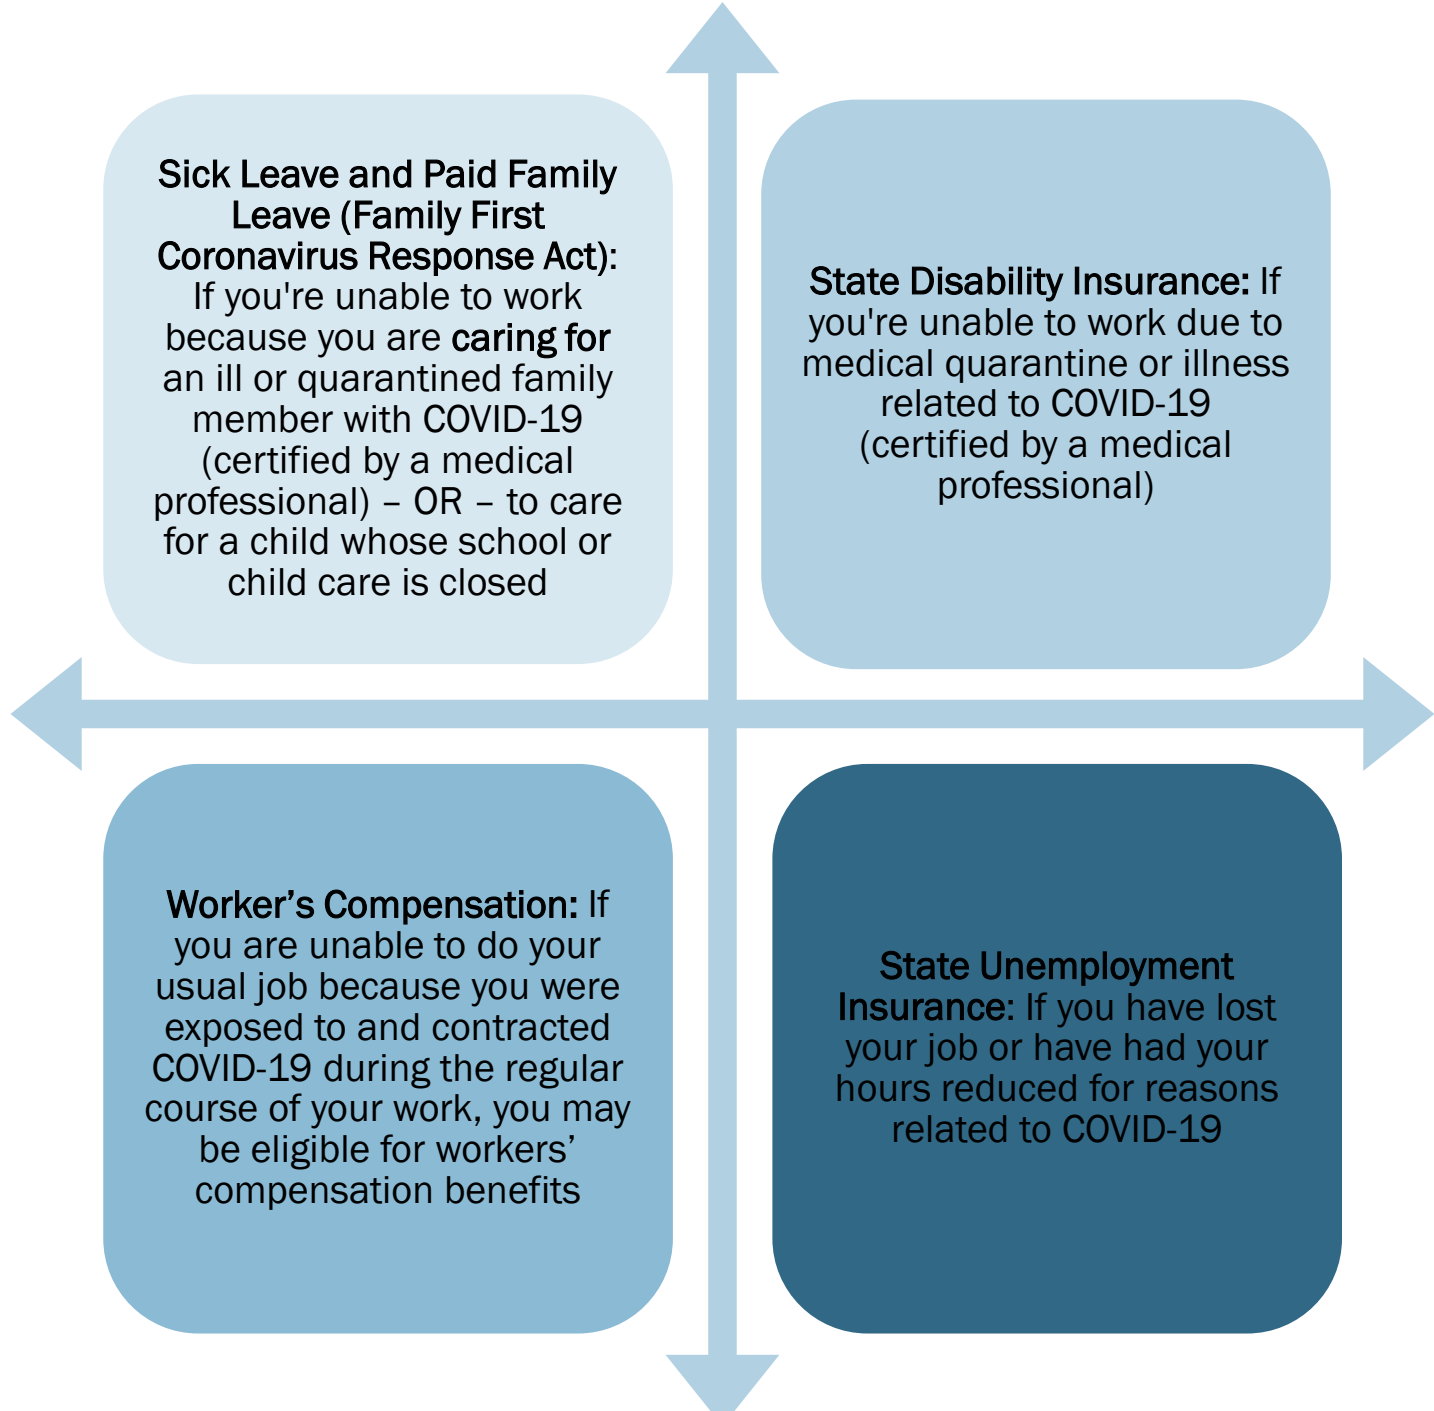 Sick Leave and Paid Family
Leave (Family First
Coronavirus Response Act):
If you're unable to work
because you are caring for
an ill or quarantined family
member with COVID-19
(certified by a medical
professional) – OR – to care
for a child whose school or
child care is closed
State Disability Insurance: If
you're unable to work due to
medical quarantine or illness
related to COVID-19
(certified by a medical
professional)
Worker’s Compensation: If
you are unable to do your
usual job because you were
exposed to and contracted
COVID-19 during the regular
course of your work, you may
be eligible for workers’
compensation benefits
State Unemployment
Insurance: If you have lost
your job or have had your
hours reduced for reasons
related to COVID-19